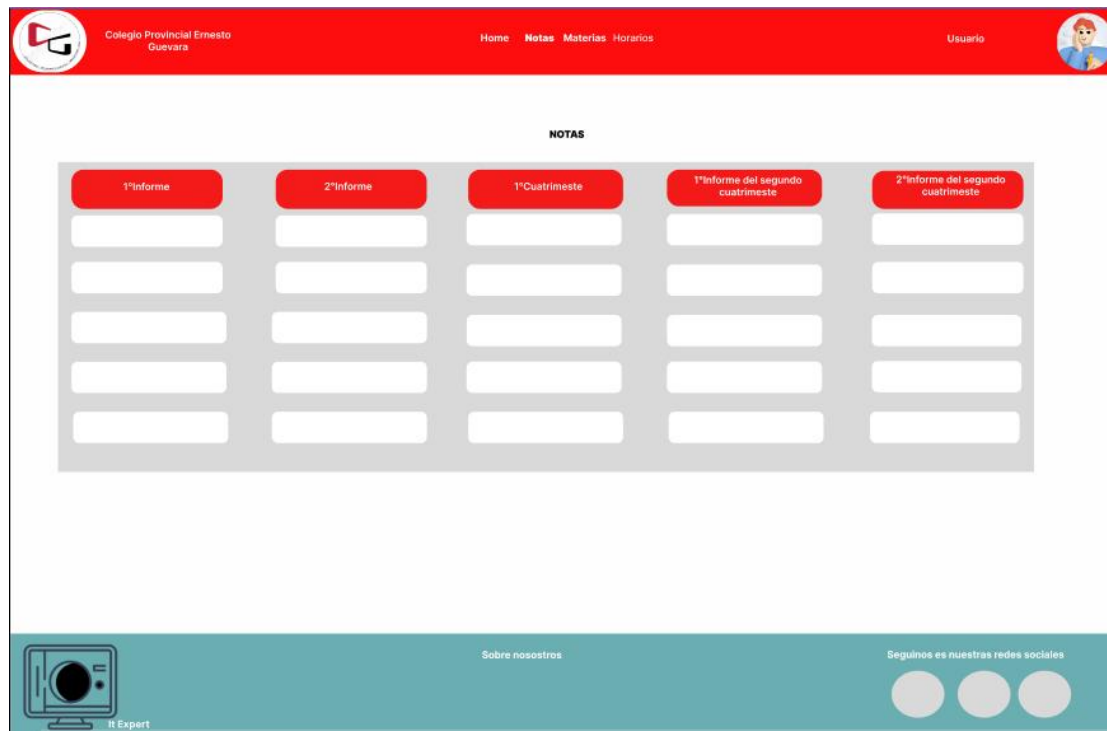 Colegio Provincial Ernesto
Guevara
Home Notas Materias Horarios
Usuario
NOTAS
1°Informe
2°Informe
1°Cuatrimeste
1°Informe del segundo
cuatrimeste
2°Informe del segundo
cuatrimeste
It Expert
Sobre nosostros
Seguinos es nuestras redes sociales